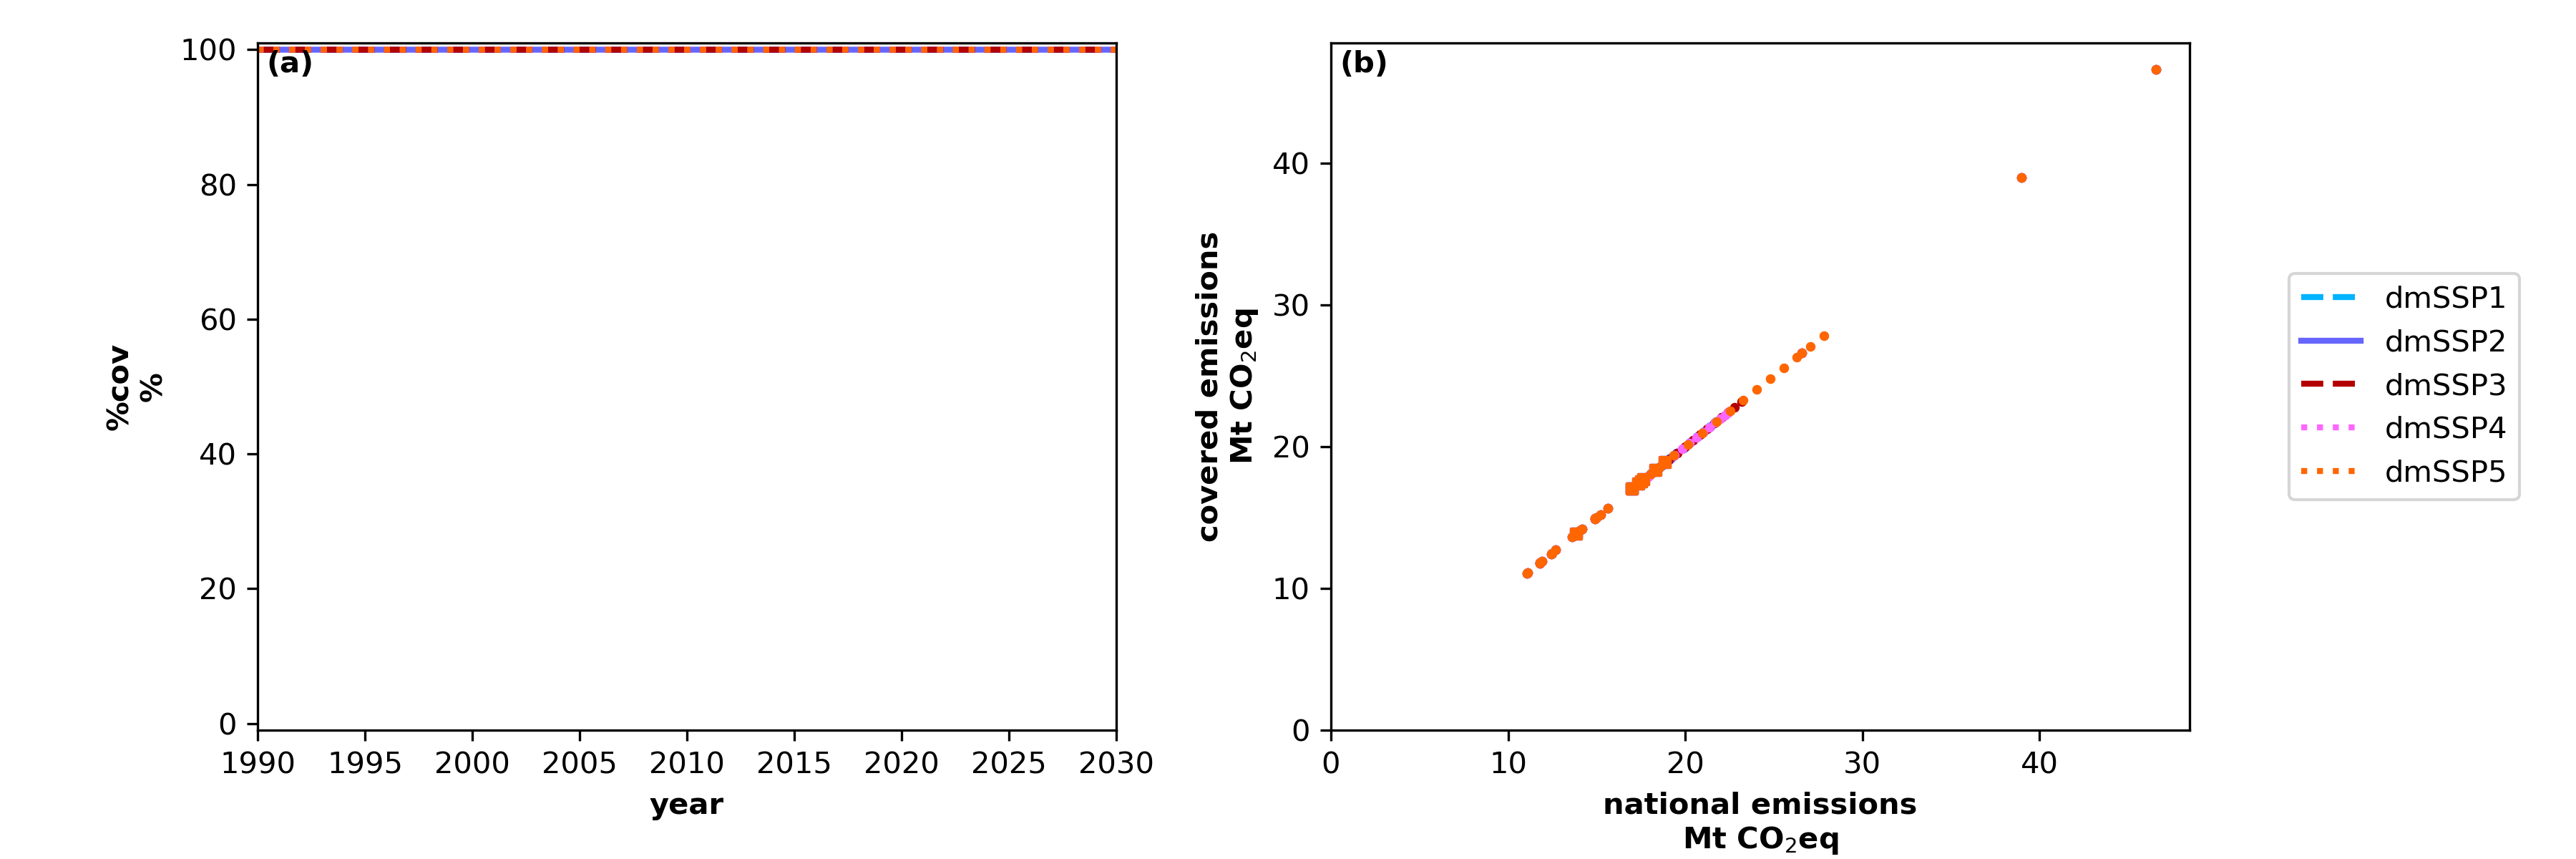 (a)
100
80
60
40
20
0
%cov
%
1990 1995 2000 2005 2010 2015 2020 2025 2030
year
(b)
40
30
20
10
0
covered emissions
Mt CO₂eq
0 10 20 30 40
national emissions
Mt CO₂eq
dmSSP1
dmSSP2
dmSSP3
dmSSP4
dmSSP5